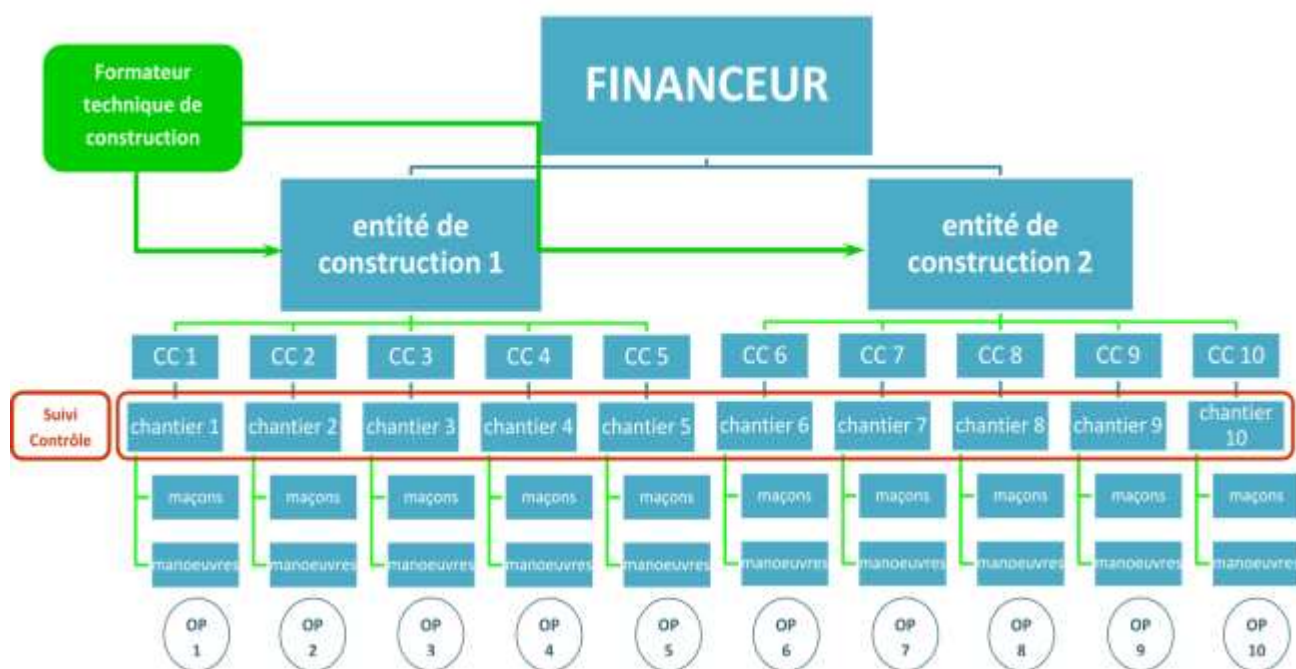 Formateur
technique de
construction
FINANCEUR
entité de
construction 1
entité de
construction 2
CC 1
CC 2
CC 3
CC 4
CC 5
CC 6
CC 7
CC 8
CC 9
CC 10
Suivi
Contrôle
chantier 1
chantier 2
chantier 3
chantier 4
chantier 5
chantier 6
chantier 7
chantier 8
chantier 9
chantier
10
maçons
maçons
maçons
maçons
maçons
maçons
maçons
maçons
maçons
maçons
manoeuvres
manoeuvres
manoeuvres
manoeuvres
manoeuvres
manoeuvres
manoeuvres
manoeuvres
manoeuvres
manoeuvres
OP
1
OP
2
OP
3
OP
4
OP
5
OP
6
OP
7
OP
8
OP
9
OP
10